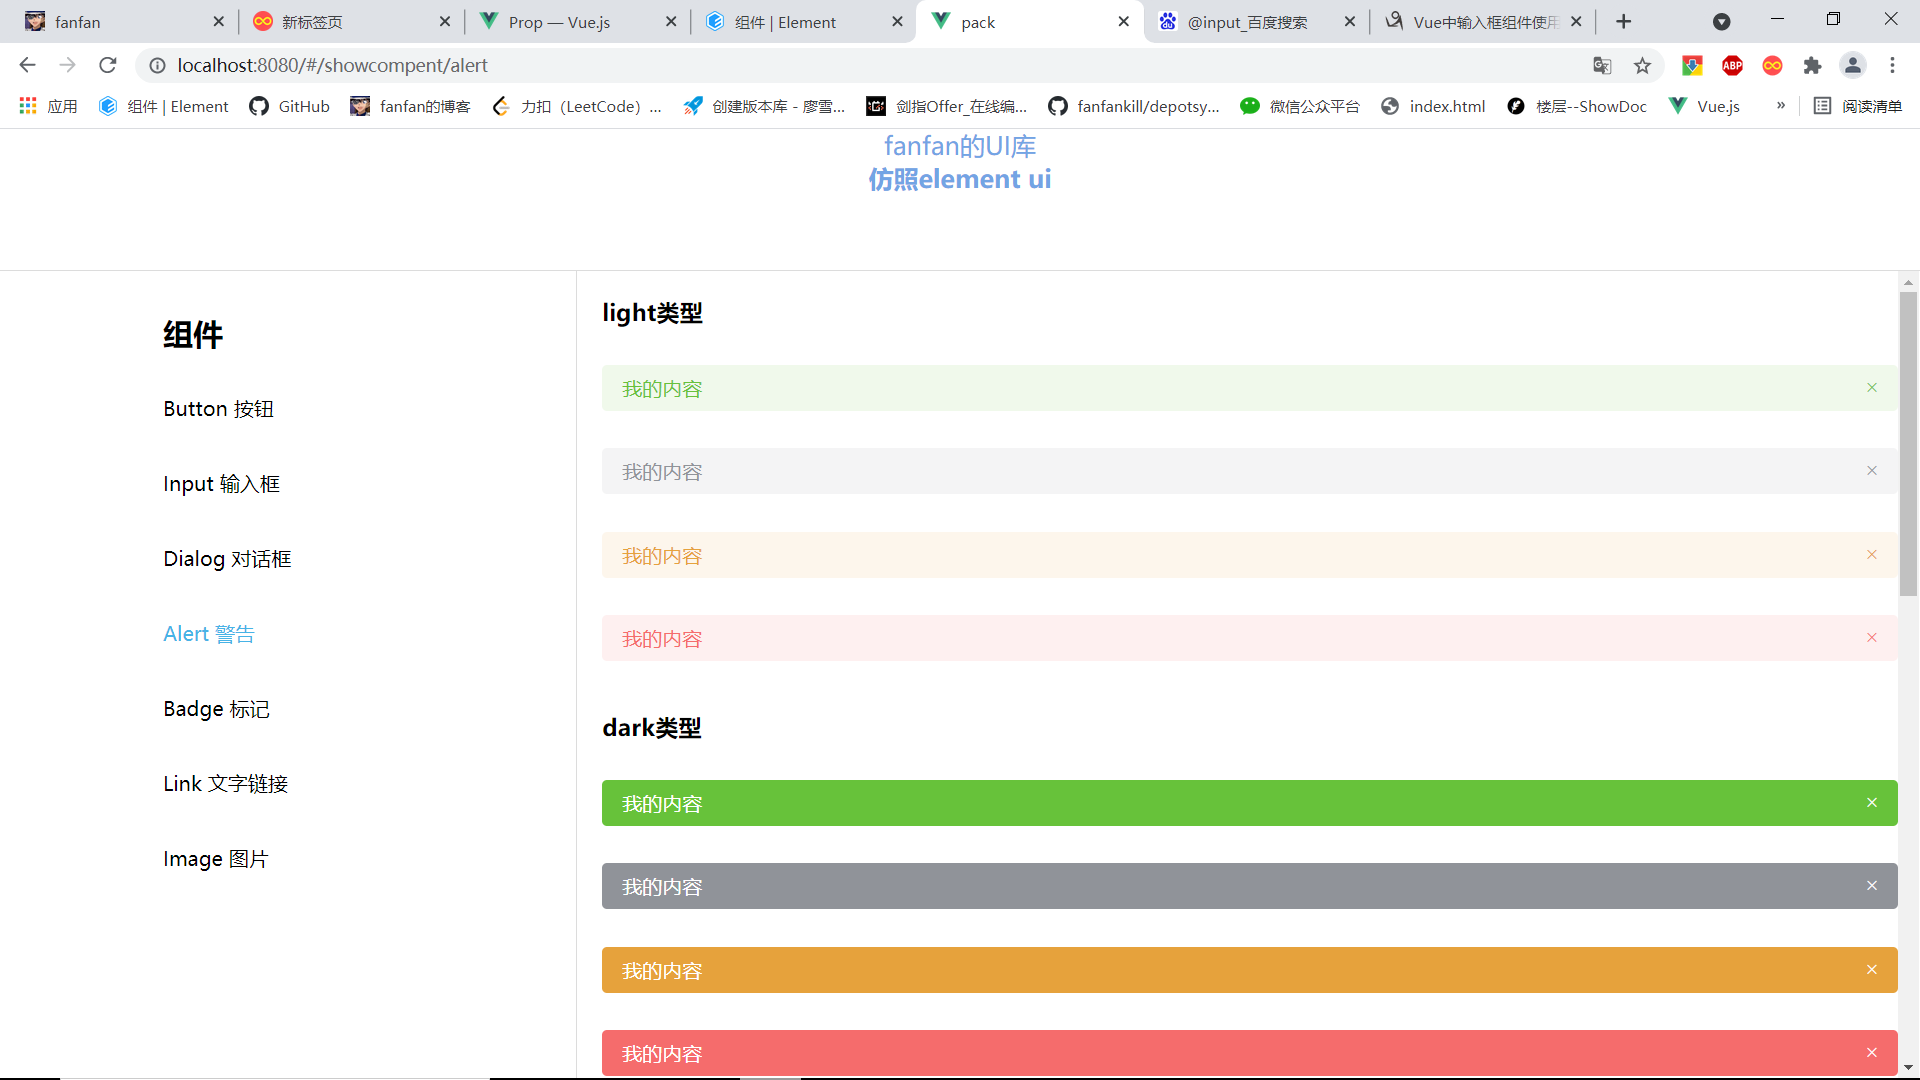 fanfan
新标签页
Prop — Vue.js
组件 | Element
pack
@input_百度搜索
Vue中输入框组件使用
localhost:8080/#/showcompent/alert
应用
组件 | Element
GitHub
fanfan的博客
力扣（LeetCode）...
创建版本库 - 廖雪...
剑指Offer_在线编...
fanfankill/depotsy...
微信公众平台
index.html
楼层--ShowDoc
Vue.js
»
阅读清单
fanfan的UI库
仿照element ui
组件
Button 按钮
Input 输入框
Dialog 对话框
Alert 警告
Badge 标记
Link 文字链接
Image 图片
light类型
我的内容
我的内容
我的内容
我的内容
dark类型
我的内容
我的内容
我的内容
我的内容